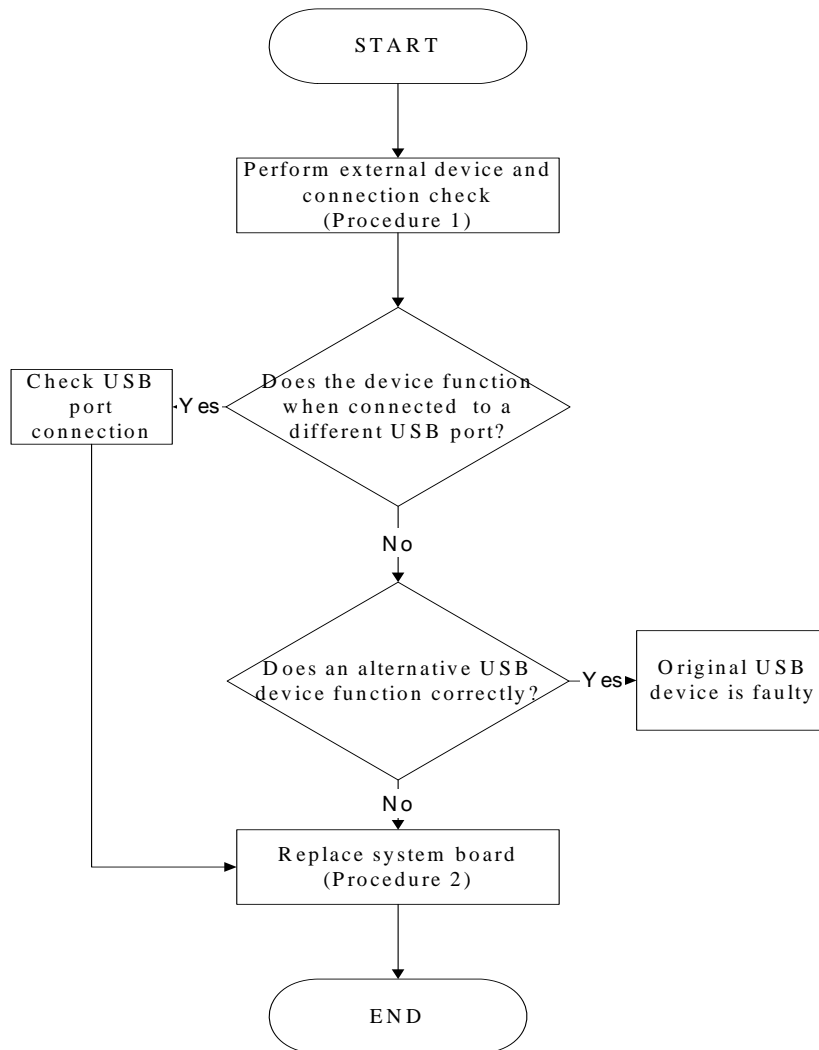 START
Perform external device and
connection check
(Procedure 1)
Does the device function
when connected to a
different USB port?
Yes
Check USB
port
connection
No
Does an alternative USB
device function correctly?
Yes
Original USB
device is faulty
No
Replace system board
(Procedure 2)
END